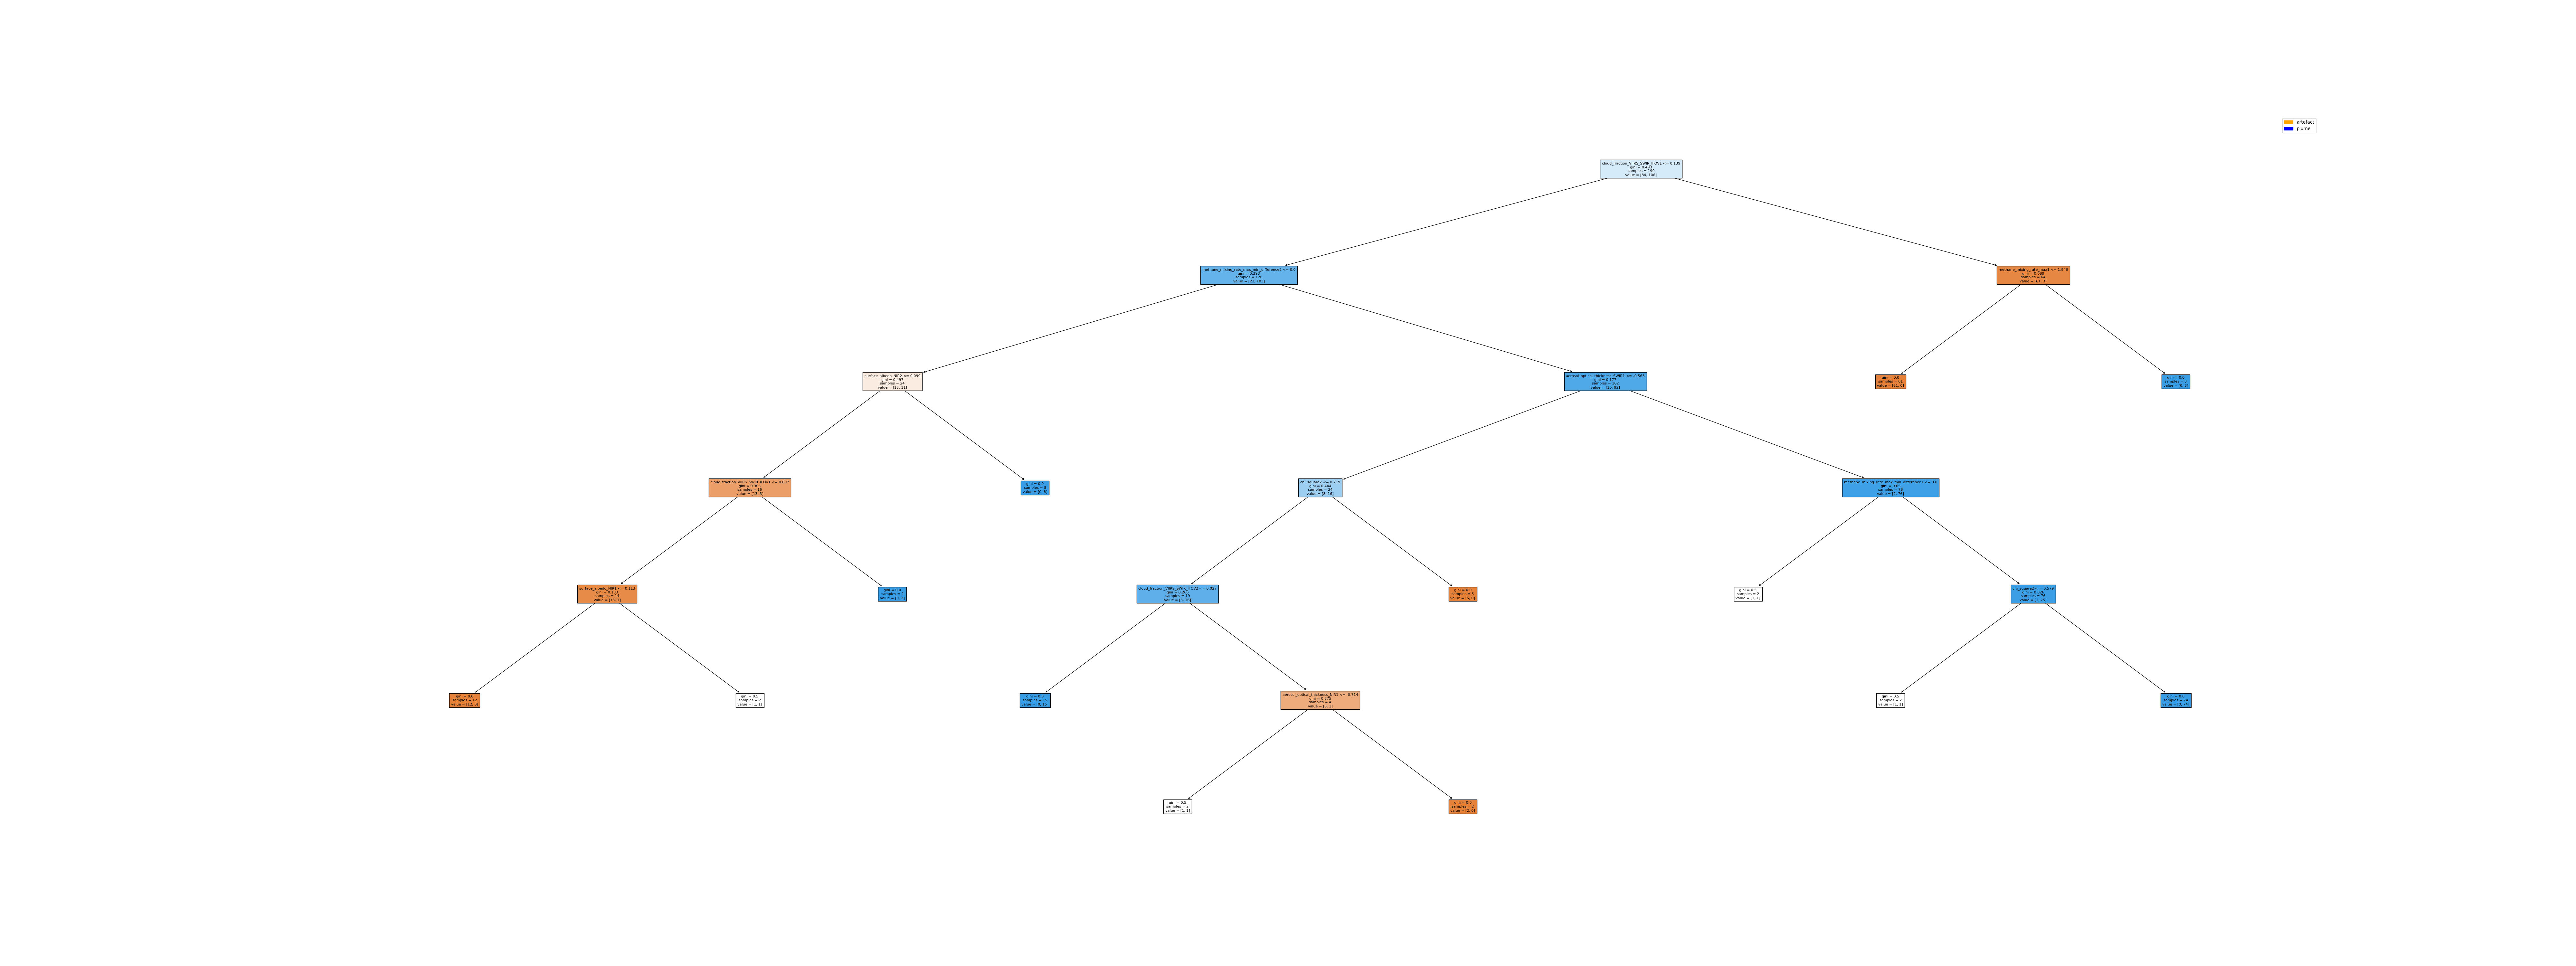 artefact
plume
cloud_fraction_VIIRS_SWIR_IFOV1 <= 0.139
gini = 0.493
samples = 190
value = [84, 106]
methane_mixing_rate_max_min_difference2 <= 0.0
gini = 0.298
samples = 126
value = [23, 103]
methane_mixing_rate_max1 <= 1.986
gini = 0.089
samples = 64
value = [61, 3]
surface_albedo_NIR2 <= 0.099
gini = 0.497
samples = 24
value = [13, 11]
aerosol_optical_thickness_SWIR1 <= -0.561
gini = 0.177
samples = 102
value = [10, 92]
gini = 0.0
samples = 61
value = [61, 0]
gini = 0.0
samples = 3
value = [0, 3]
cloud_fraction_VIIRS_SWIR_IFOV1 <= 0.097
gini = 0.305
samples = 16
value = [13, 3]
gini = 0.0
samples = 8
value = [0, 8]
chi_square2 <= 0.219
gini = 0.444
samples = 24
value = [8, 16]
methane_mixing_rate_max_min_difference1 <= 0.0
gini = 0.05
samples = 78
value = [2, 76]
surface_albedo_NIR1 <= 0.113
gini = 0.133
samples = 14
value = [13, 1]
gini = 0.0
samples = 2
value = [0, 2]
cloud_fraction_VIIRS_SWIR_IFOV2 <= 0.027
gini = 0.266
samples = 19
value = [3, 16]
gini = 0.0
samples = 5
value = [5, 0]
gini = 0.5
samples = 2
value = [1, 1]
chi_square2 <= -0.574
gini = 0.026
samples = 76
value = [1, 75]
gini = 0.0
samples = 12
value = [12, 0]
gini = 0.5
samples = 2
value = [1, 1]
gini = 0.0
samples = 15
value = [0, 15]
aerosol_optical_thickness_NIR1 <= -0.714
gini = 0.375
samples = 4
value = [3, 1]
gini = 0.5
samples = 2
value = [1, 1]
gini = 0.0
samples = 74
value = [0, 74]
gini = 0.5
samples = 2
value = [1, 1]
gini = 0.0
samples = 2
value = [2, 0]